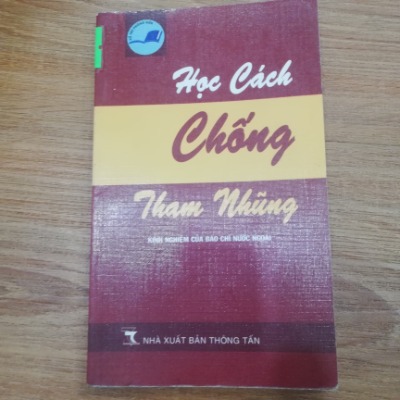 Học Cách
Chống
Tham Nhũng
KINH NGHIỆM CỦA BÁO CHÍ NƯỚC NGOÀI
NHÀ XUẤT BẢN THÔNG TẤN